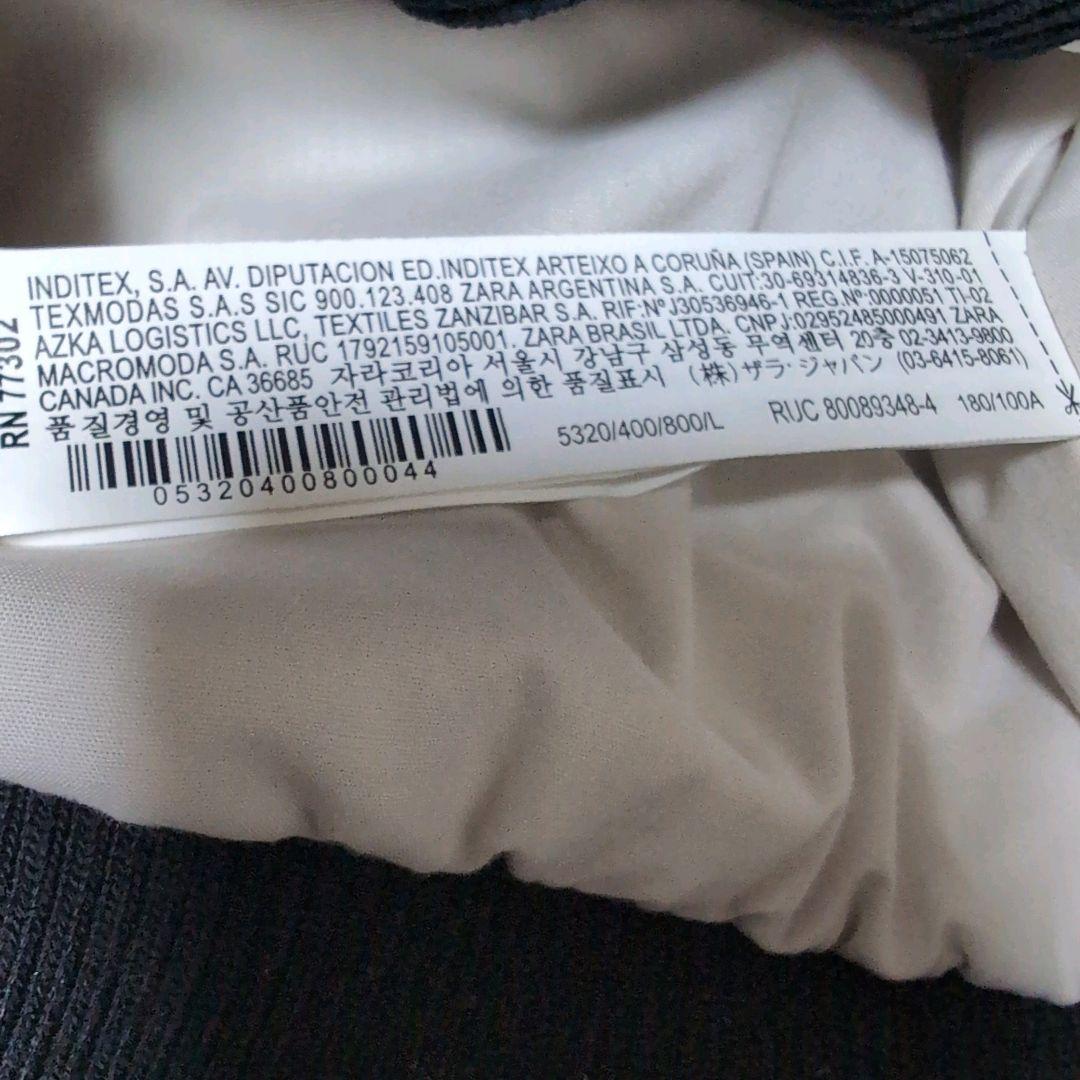 INDITEX, S.A. AV. DIPUTACION ED.INDITEX ARTEIXO A CORUÑA (SPAIN) C.I.F. A-15075062
TEXMODAS S.A.S SIC 900.123.408 ZARA ARGENTINA S.A. CUIT:30-69314836-3 V-310-01
AZKA LOGISTICS LLC, TEXTILES ZANZIBAR S.A. RIF:Nº J30536946-1 REG.Nº:0000051 TI-02
MACROMODA S.A. RUC 1792159105001. ZARA BRASIL LTDA. CNPJ:02952485000491 ZARA
CANADA INC. CA 36685 자라코리아 서울시 강남구 삼성동 무역센터 20층 02-3413-9800
품질경영 및 공산품안전 관리법에 의한 품질표시 (株)ザラ・ジャパン (03-6415-8061)
05320400800044
5320/400/800/L RUC 80089348-4 180/100A
RN 77302